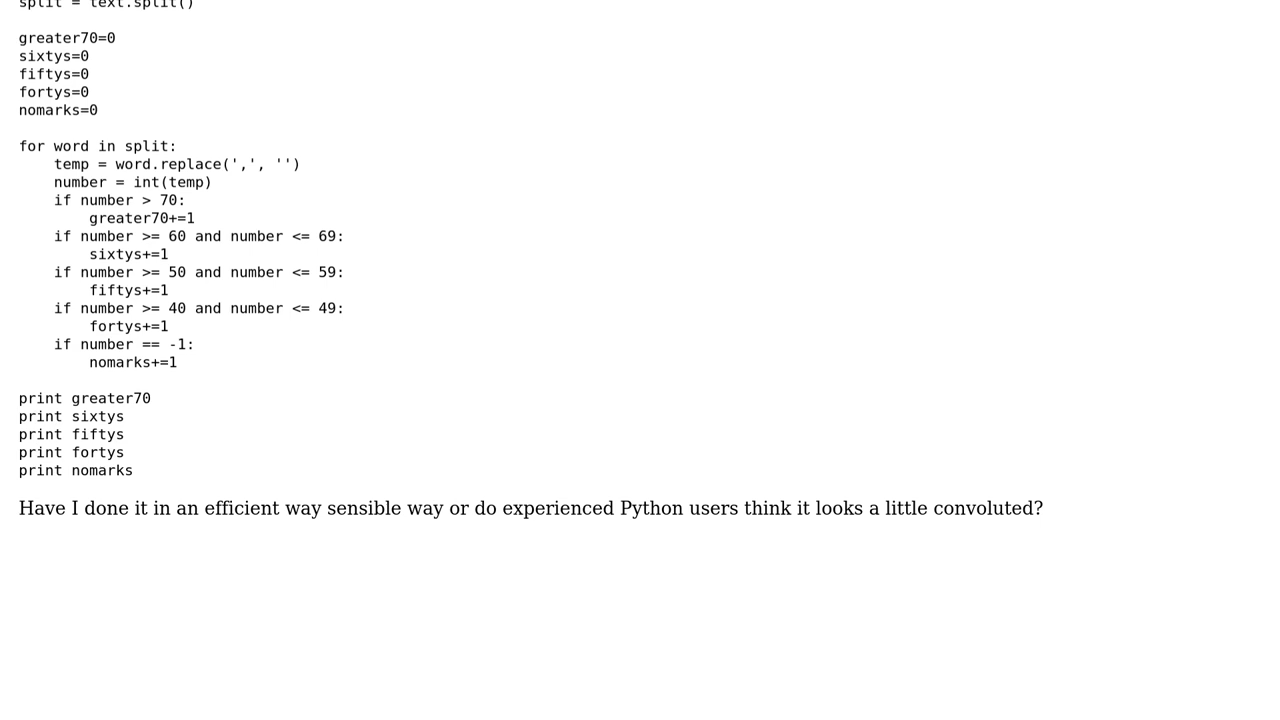 split = text.split()
greater70=0
sixtys=0
fiftys=0
fortys=0
nomarks=0
for word in split:
    temp = word.replace(',', '')
    number = int(temp)
    if number > 70:
        greater70+=1
    if number >= 60 and number <= 69:
        sixtys+=1
    if number >= 50 and number <= 59:
        fiftys+=1
    if number >= 40 and number <= 49:
        fortys+=1
    if number == -1:
        nomarks+=1
print greater70
print sixtys
print fiftys
print fortys
print nomarks
Have I done it in an efficient way sensible way or do experienced Python users think it looks a little convoluted?